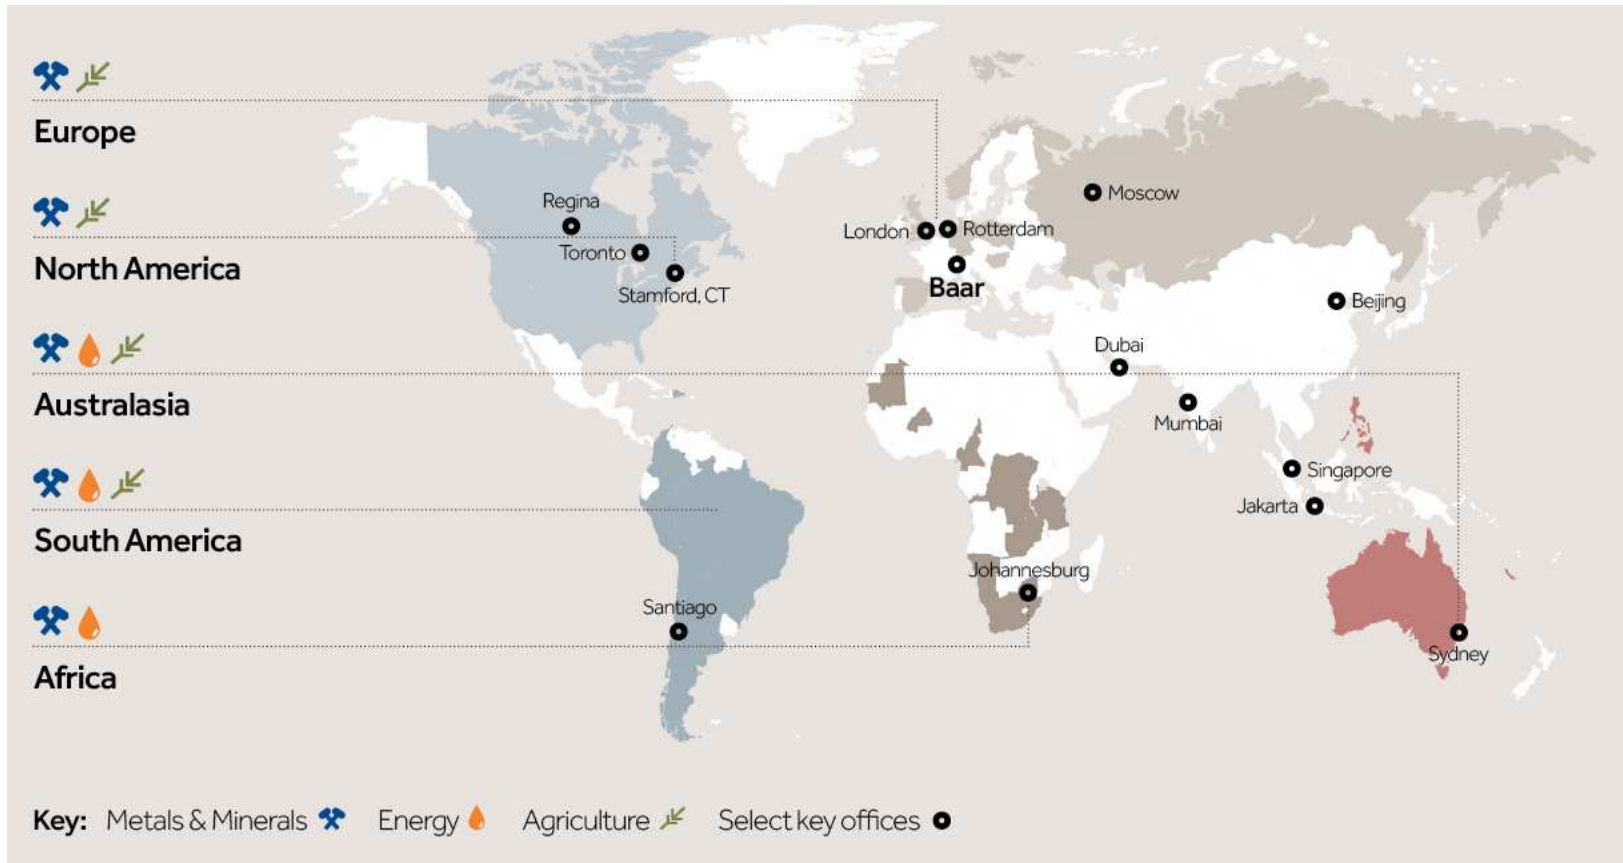 Europe
North America
Australasia
South America
Africa
Regina
Toronto
Stamford, CT
Santiago
London
Rotterdam
Baar
Moscow
Beijing
Dubai
Mumbai
Singapore
Jakarta
Johannesburg
Sydney
Key: Metals & Minerals Energy Agriculture Select key offices